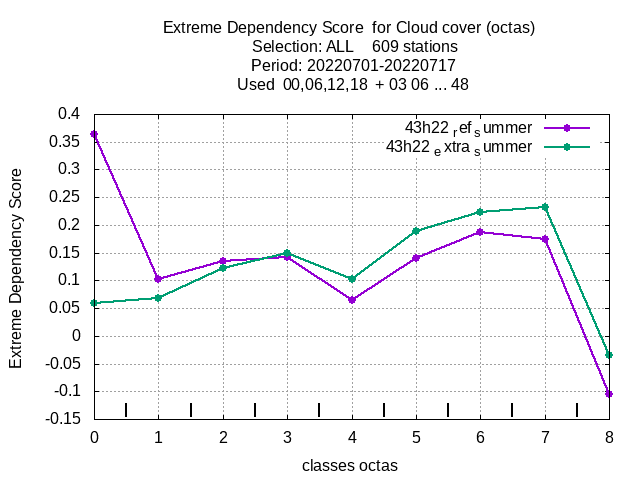 Extreme Dependency Score for Cloud cover (octas)
Selection: ALL 609 stations
Period: 20220701-20220717
Used 00,06,12,18 + 03 06 ... 48
43h22 ref summer
43h22 extra summer
0.4
0.35
0.3
0.25
0.2
0.15
0.1
0.05
0
-0.05
-0.1
-0.15
Extreme Dependency Score
0 1 2 3 4 5 6 7 8
classes octas